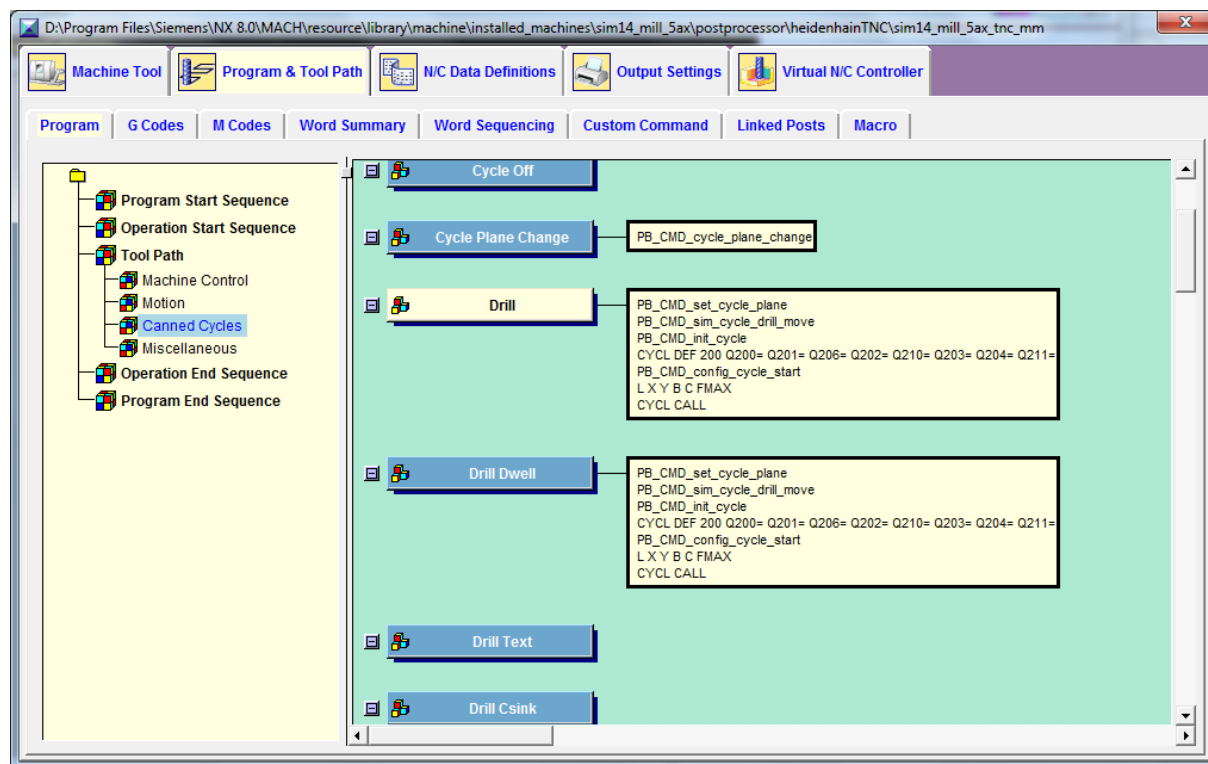 D:\Program Files\Siemens\NX 8.0\MACH\resource\library\machine\installed_machines\sim14_mill_5ax\postprocessor\heidenhainTNC\sim14_mill_5ax_tnc_mm
Machine Tool
Program & Tool Path
N/C Data Definitions
Output Settings
Virtual N/C Controller
Program
G Codes
M Codes
Word Summary
Word Sequencing
Custom Command
Linked Posts
Macro
Program Start Sequence
Operation Start Sequence
Tool Path
Machine Control
Motion
Canned Cycles
Miscellaneous
Operation End Sequence
Program End Sequence
Cycle Off
Cycle Plane Change
PB_CMD_cycle_plane_change
Drill
PB_CMD_set_cycle_plane
PB_CMD_sim_cycle_drill_move
PB_CMD_init_cycle
CYCL DEF 200 Q200= Q201= Q206= Q202= Q210= Q203= Q204= Q211=
PB_CMD_config_cycle_start
L X Y B C FMAX
CYCL CALL
Drill Dwell
PB_CMD_set_cycle_plane
PB_CMD_sim_cycle_drill_move
PB_CMD_init_cycle
CYCL DEF 200 Q200= Q201= Q206= Q202= Q210= Q203= Q204= Q211=
PB_CMD_config_cycle_start
L X Y B C FMAX
CYCL CALL
Drill Text
Drill Csink